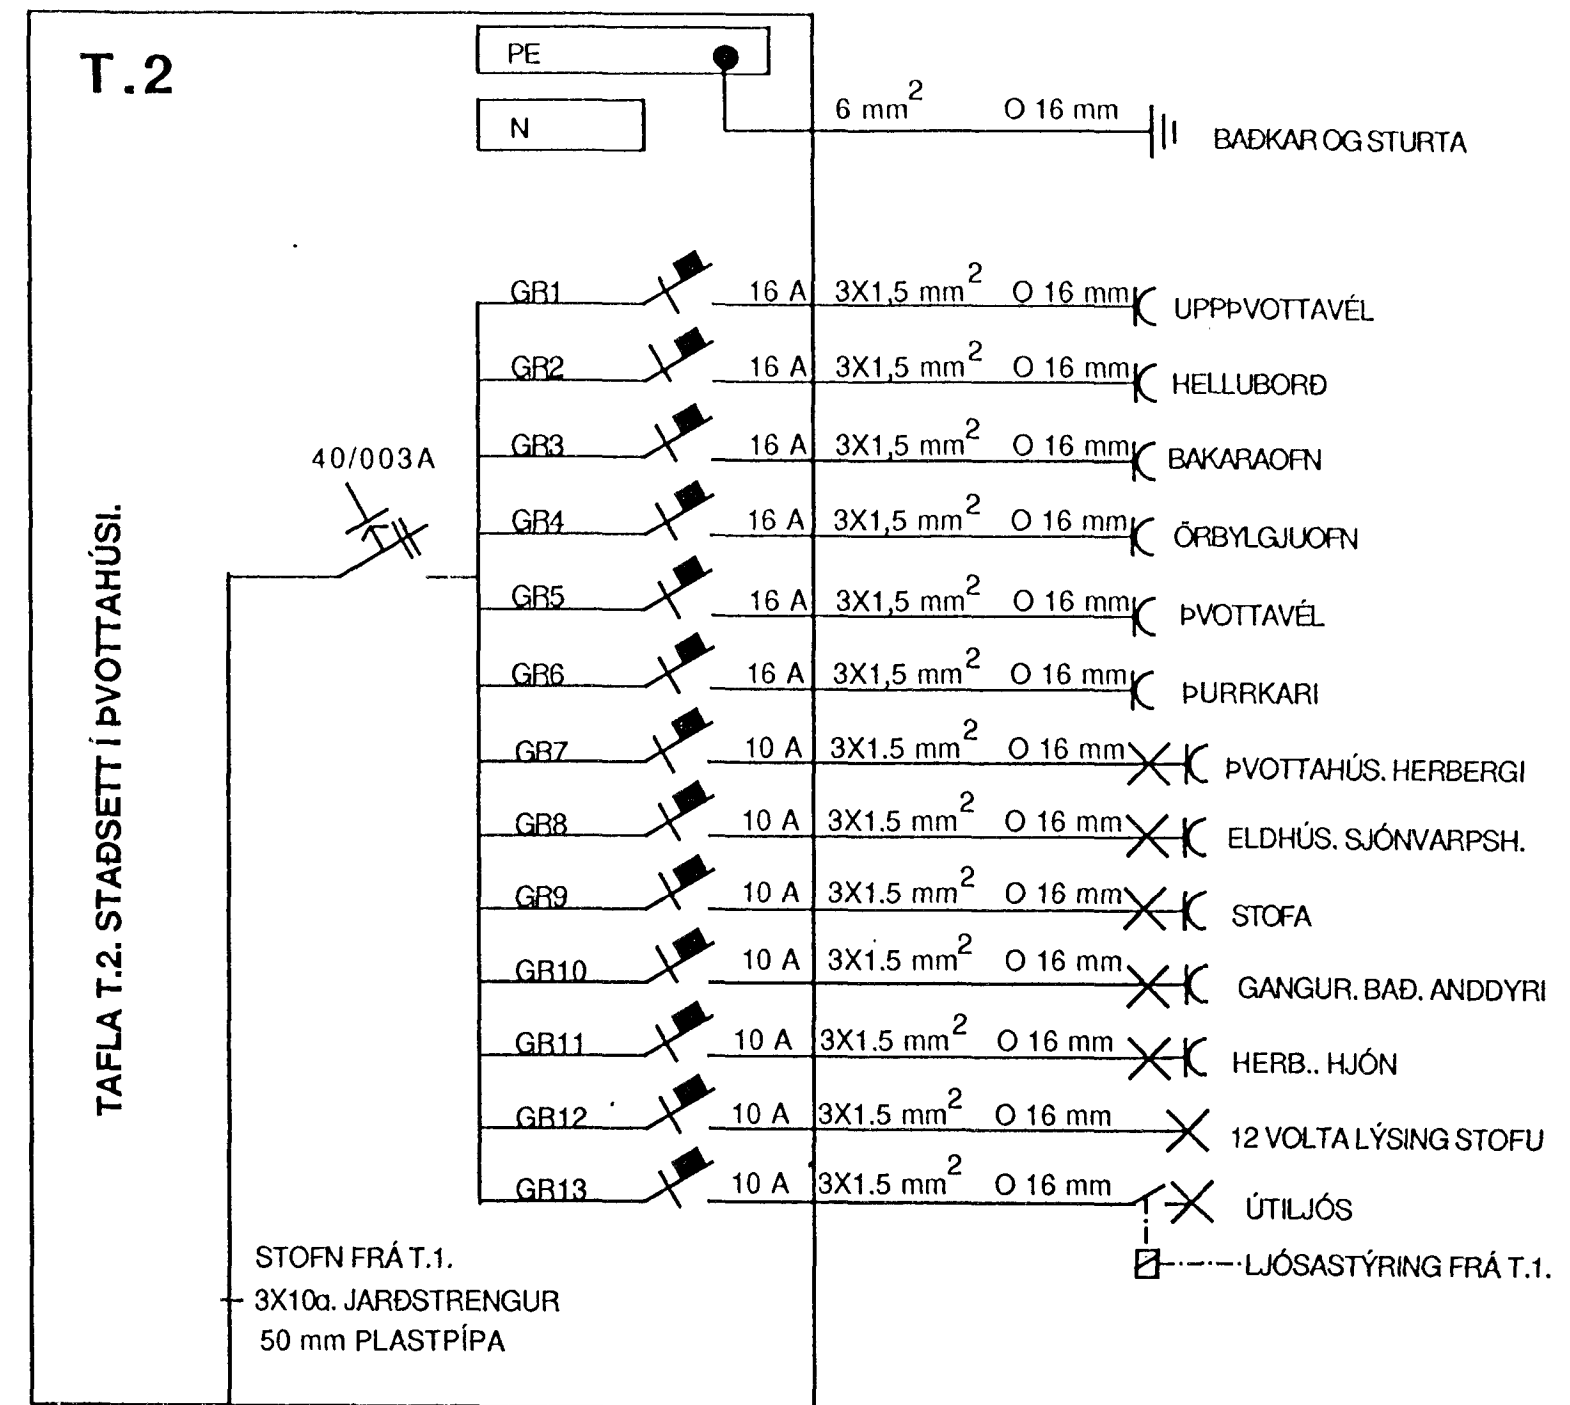 T.2
PE
N
6 mm² O 16 mm BAÐKAR OG STURTA
GR1 16 A 3X1,5 mm² O 16 mm UPPÞVOTTAVÉL
GR2 16 A 3X1,5 mm² O 16 mm HELLUBORÐ
GR3 16 A 3X1,5 mm² O 16 mm BAKARAOFN
40/003A
GR4 16 A 3X1,5 mm² O 16 mm ÖRBYLGJUOFN
GR5 16 A 3X1,5 mm² O 16 mm ÞVOTTAVÉL
GR6 16 A 3X1,5 mm² O 16 mm ÞURRKARI
GR7 10 A 3X1.5 mm² O 16 mm ÞVOTTAHÚS. HERBERGI
GR8 10 A 3X1.5 mm² O 16 mm ELDHÚS. SJÓNVARPSH.
GR9 10 A 3X1.5 mm² O 16 mm STOFA
GR10 10 A 3X1.5 mm² O 16 mm GANGUR. BAÐ. ANDDYRI
GR11 10 A 3X1.5 mm² O 16 mm HERB.. HJÓN
GR12 10 A 3X1.5 mm² O 16 mm 12 VOLTA LÝSING STOFU
GR13 10 A 3X1.5 mm² O 16 mm ÚTILJÓS
LJÓSASTÝRING FRÁ T.1.
TAFLA T.2. STAÐSETT Í ÞVOTTAHÚSI.
STOFN FRÁ T.1.
3X10q. JARÐSTRENGUR
50 mm PLASTPÍPA